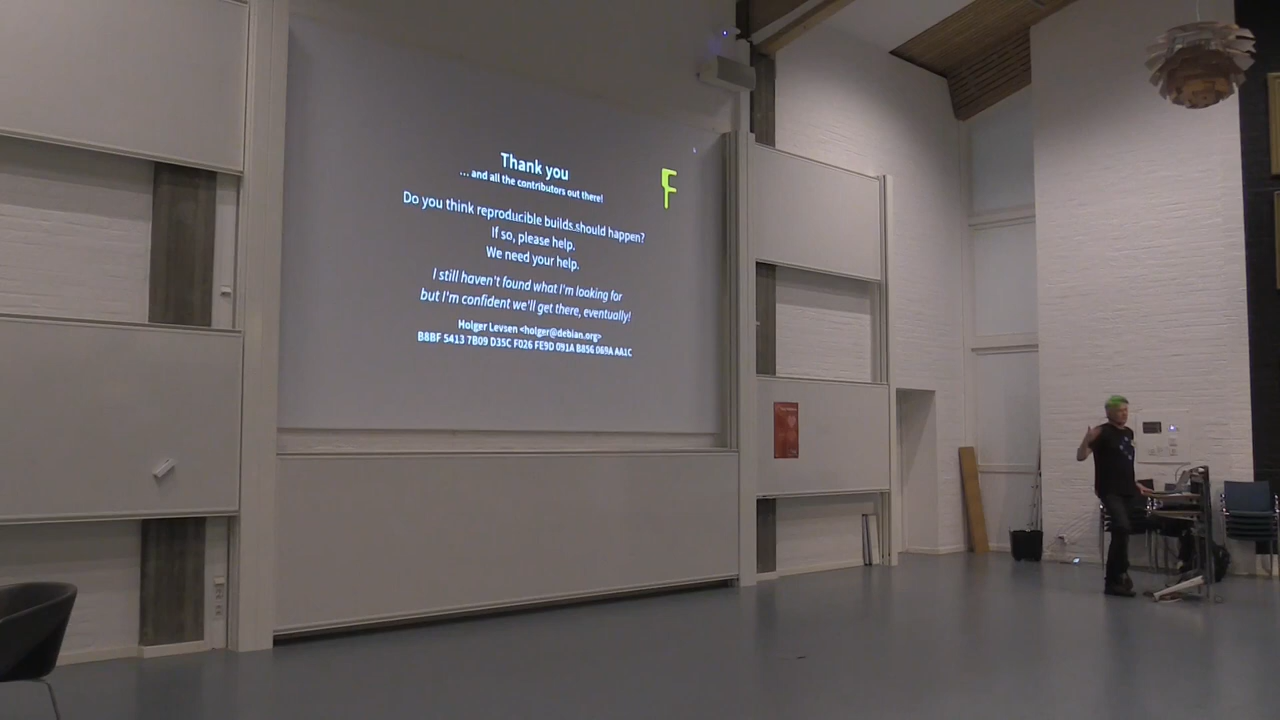 Thank you
... and all the contributors out there!
Do you think reproducible builds should happen?
If so, please help.
We need your help.
I still haven't found what I'm looking for
but I'm confident we'll get there, eventually!
Holger Levsen <holger@debian.org>
B8BF 5413 7B09 D35C F026 FE9D 091A B856 069A AA1C